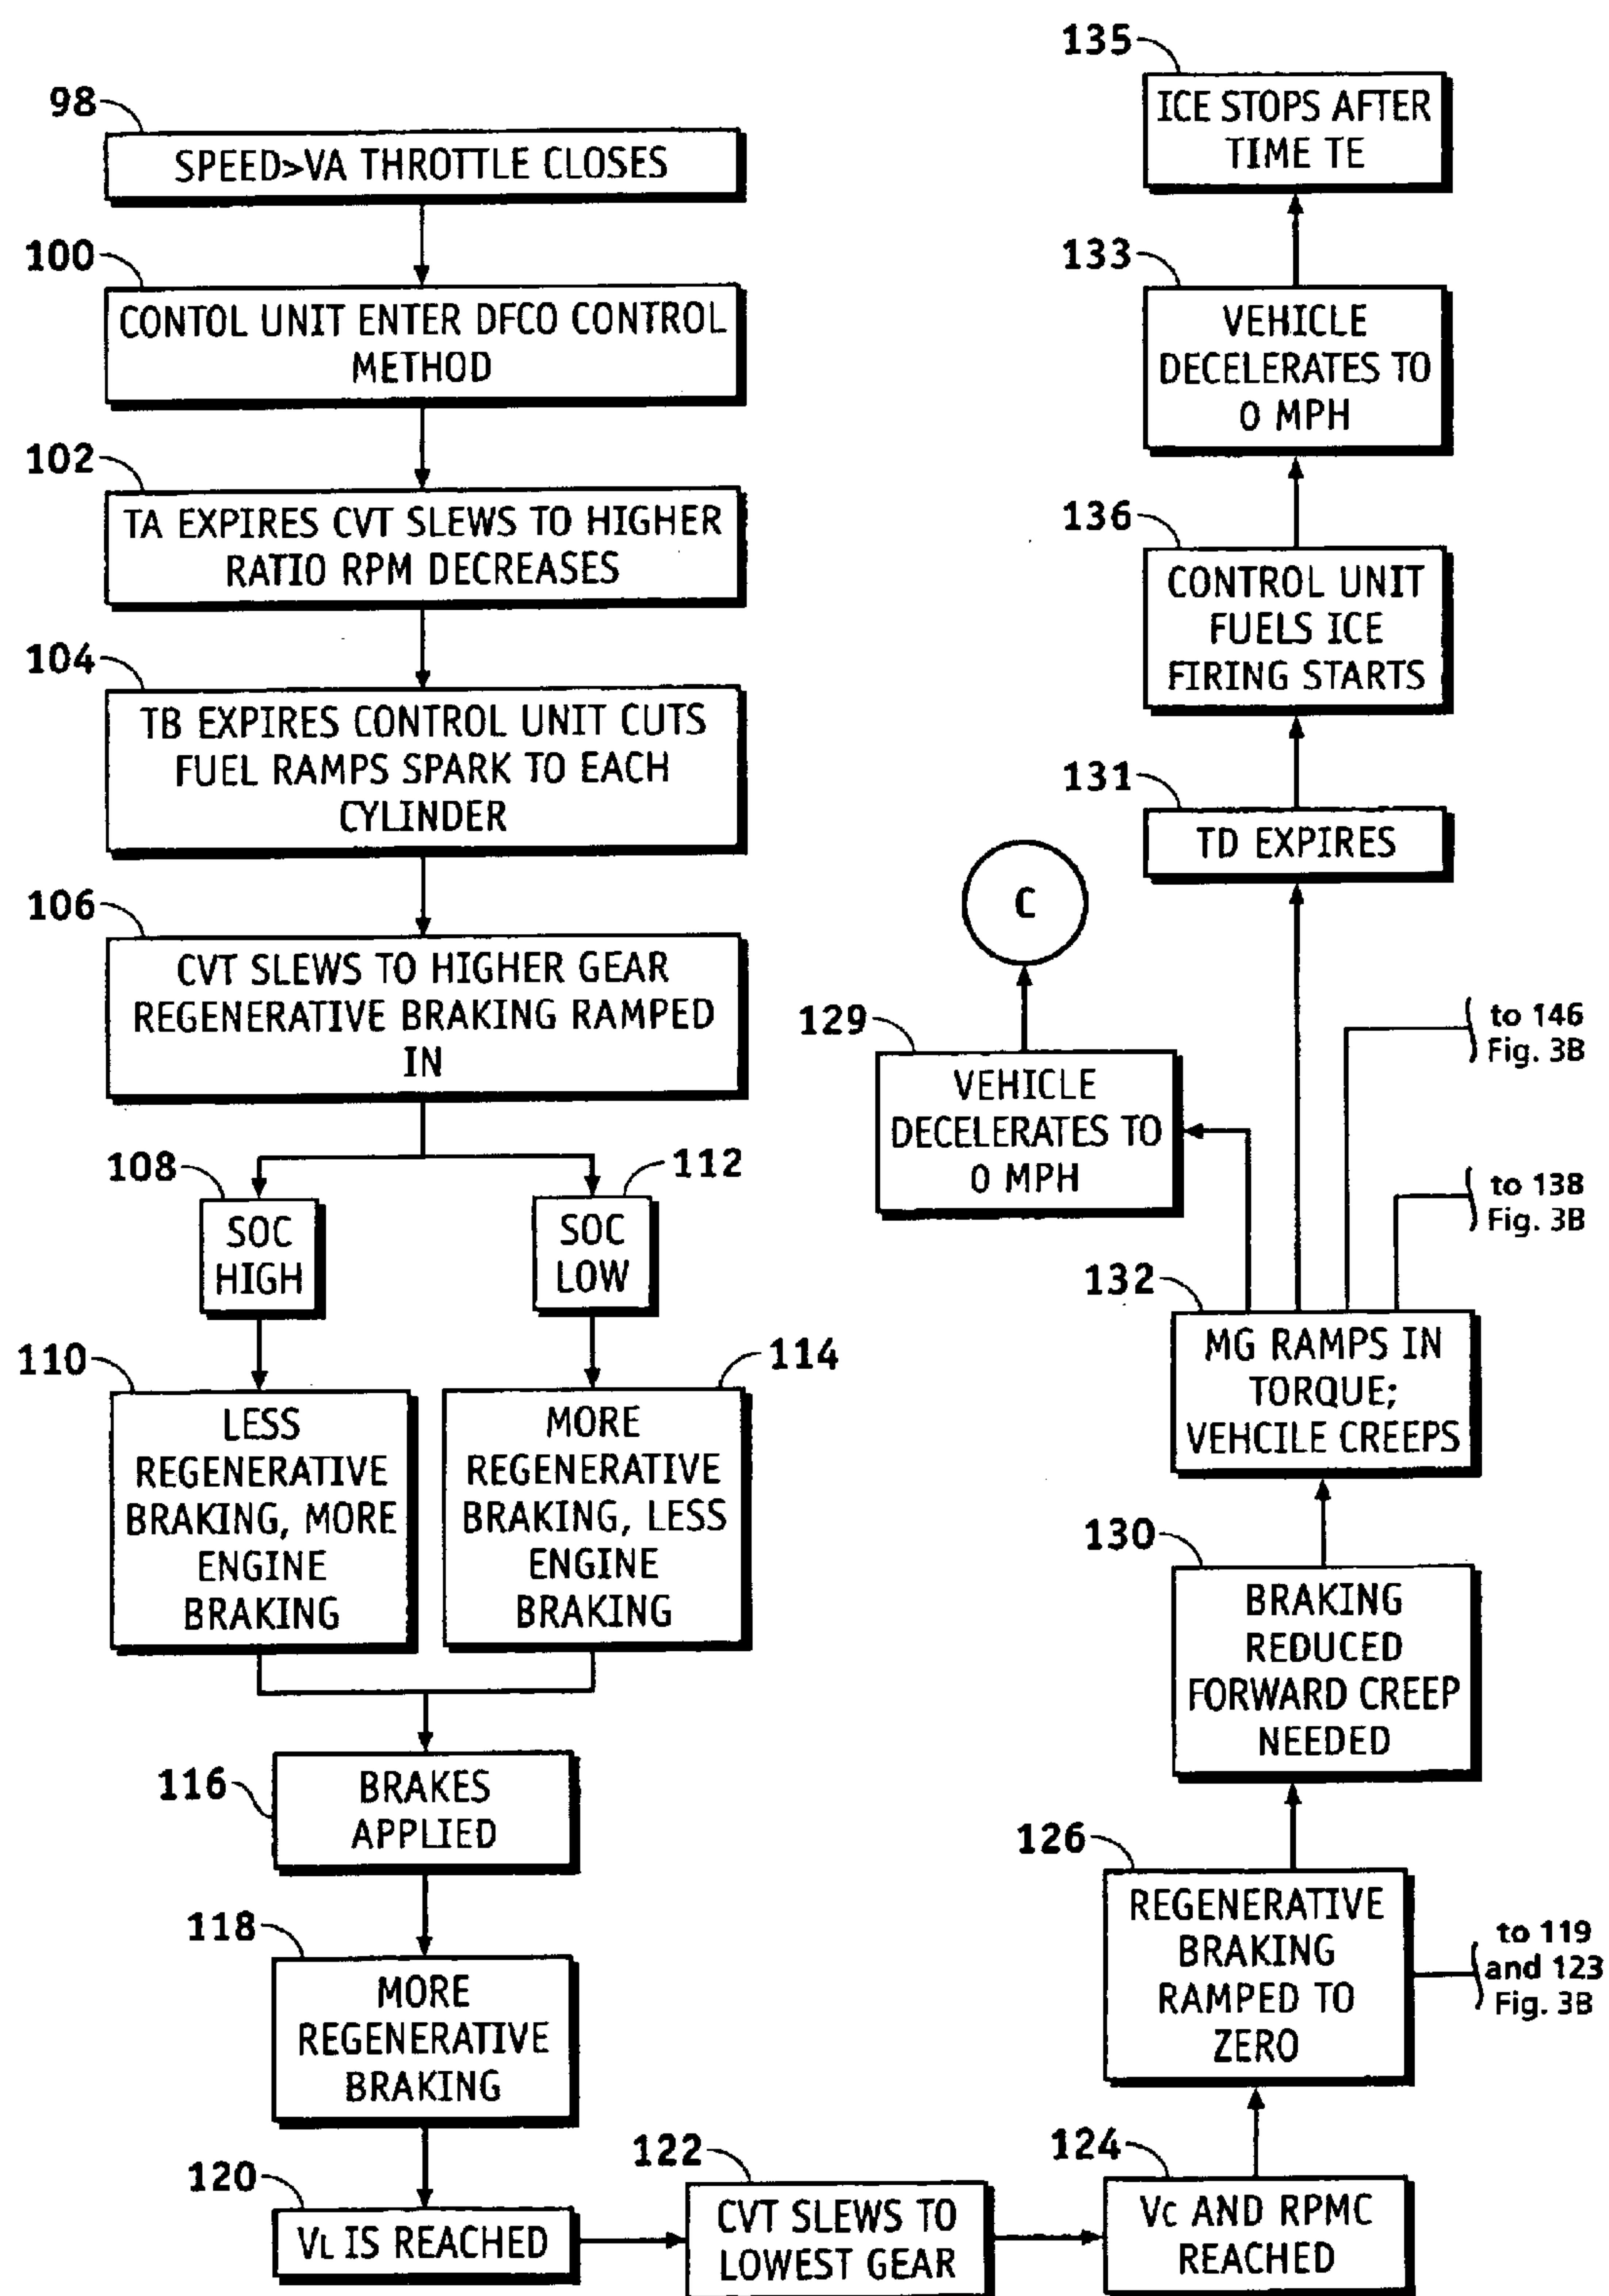 98
SPEED>VA THROTTLE CLOSES
100
CONTOL UNIT ENTER DFCO CONTROL
METHOD
102
TA EXPIRES CVT SLEWS TO HIGHER
RATIO RPM DECREASES
104
TB EXPIRES CONTROL UNIT CUTS
FUEL RAMPS SPARK TO EACH
CYLINDER
106
CVT SLEWS TO HIGHER GEAR
REGENERATIVE BRAKING RAMPED
IN
108
SOC
HIGH
112
SOC
LOW
110
LESS
REGENERATIVE
BRAKING, MORE
ENGINE
BRAKING
114
MORE
REGENERATIVE
BRAKING, LESS
ENGINE
BRAKING
116
BRAKES
APPLIED
118
MORE
REGENERATIVE
BRAKING
120
VL IS REACHED
122
CVT SLEWS TO
LOWEST GEAR
124
VC AND RPMC
REACHED
126
REGENERATIVE
BRAKING
RAMPED TO
ZERO
to 119
and 123
Fig. 3B
130
BRAKING
REDUCED
FORWARD CREEP
NEEDED
132
MG RAMPS IN
TORQUE;
VEHCILE CREEPS
to 138
Fig. 3B
to 146
Fig. 3B
129
VEHICLE
DECELERATES TO
0 MPH
C
131
TD EXPIRES
136
CONTROL UNIT
FUELS ICE
FIRING STARTS
133
VEHICLE
DECELERATES TO
0 MPH
135
ICE STOPS AFTER
TIME TE